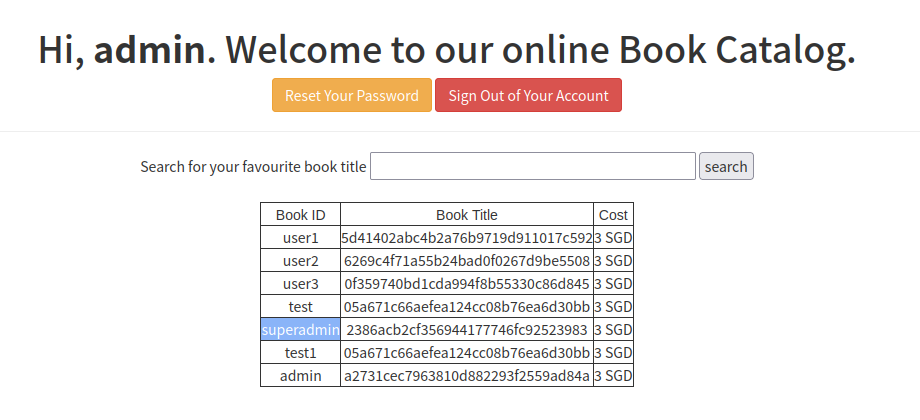 Hi, admin. Welcome to our online Book Catalog.
Reset Your Password Sign Out of Your Account
Search for your favourite book title search
Book ID Book Title Cost
user1 5d41402abc4b2a76b9719d911017c592 3 SGD
user2 6269c4f71a55b24bad0f0267d9be5508 3 SGD
user3 0f359740bd1cda994f8b55330c86d845 3 SGD
test 05a671c66aefea124cc08b76ea6d30bb 3 SGD
superadmin 2386acb2cf356944177746fc92523983 3 SGD
test1 05a671c66aefea124cc08b76ea6d30bb 3 SGD
admin a2731cec7963810d882293f2559ad84a 3 SGD